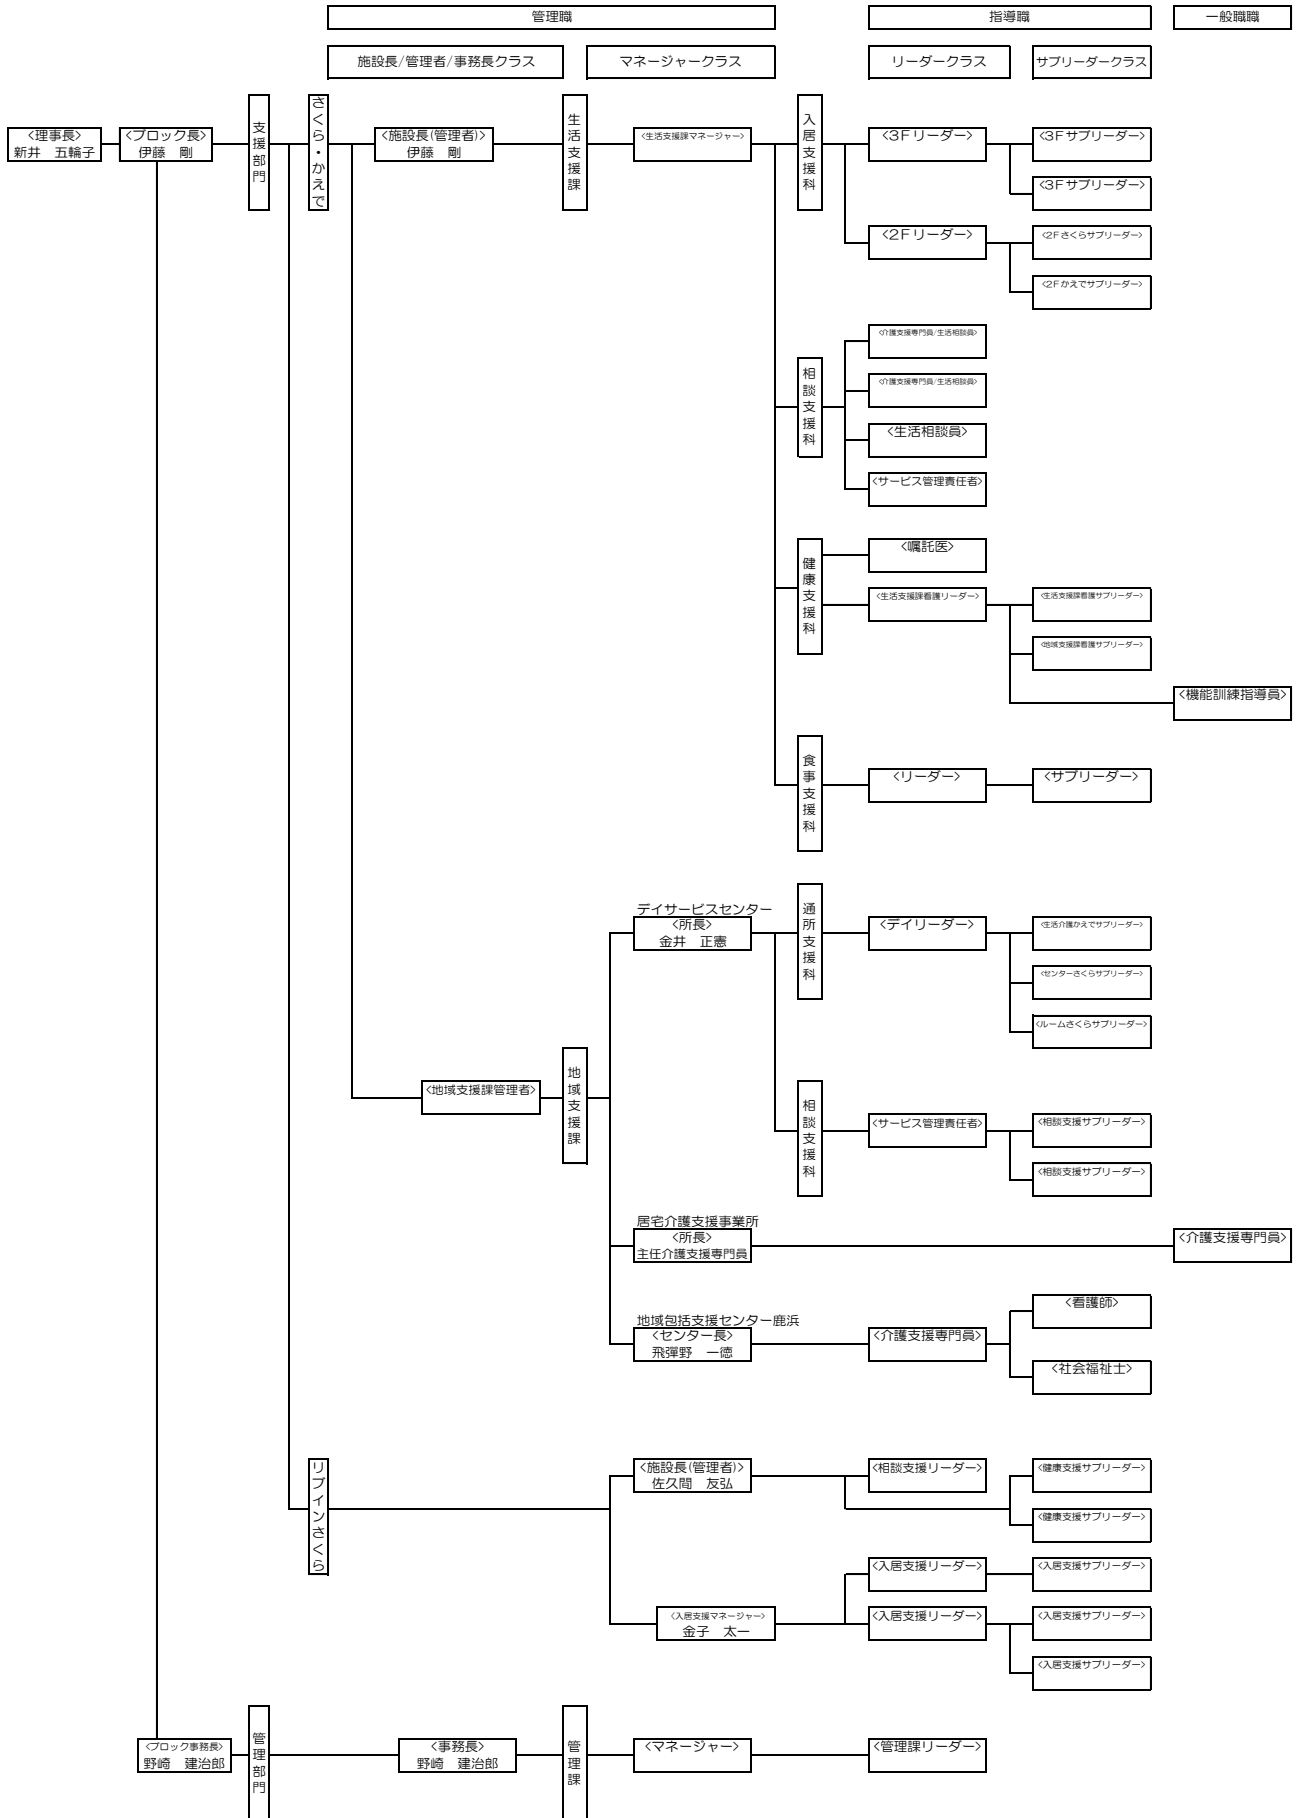 管理職
指導職
一般職職
施設長/管理者/事務長クラス
マネージャークラス
リーダークラス
サブリーダークラス
<理事長>
新井　五輪子
<ブロック長>
伊藤　剛
支援部門
さくら・かえで
<施設長(管理者)>
伊藤　剛
生活支援課
<生活支援課マネージャー>
入居支援科
<3Fリーダー>
<3Fサブリーダー>
<3Fサブリーダー>
<2Fリーダー>
<2Fさくらサブリーダー>
<2Fかえでサブリーダー>
相談支援科
<介護支援専門員/生活相談員>
<介護支援専門員/生活相談員>
<生活相談員>
<サービス管理責任者>
健康支援科
<嘱託医>
<生活支援課看護リーダー>
<生活支援課看護サブリーダー>
<地域支援課看護サブリーダー>
<機能訓練指導員>
食事支援科
<リーダー>
<サブリーダー>
<地域支援課管理者>
地域支援課
デイサービスセンター
<所長>
金井　正憲
通所支援科
<デイリーダー>
<生活介護かえでサブリーダー>
<センターさくらサブリーダー>
<ルームさくらサブリーダー>
相談支援科
<サービス管理責任者>
<相談支援サブリーダー>
<相談支援サブリーダー>
居宅介護支援事業所
<所長>
主任介護支援専門員
<介護支援専門員>
地域包括支援センター鹿浜
<センター長>
飛彈野　一徳
<介護支援専門員>
<看護師>
<社会福祉士>
リブインさくら
<施設長(管理者)>
佐久間　友弘
<相談支援リーダー>
<健康支援サブリーダー>
<健康支援サブリーダー>
<入居支援マネージャー>
金子　太一
<入居支援リーダー>
<入居支援サブリーダー>
<入居支援リーダー>
<入居支援サブリーダー>
<入居支援サブリーダー>
<ブロック事務長>
野崎　建治郎
管理部門
<事務長>
野崎　建治郎
管理課
<マネージャー>
<管理課リーダー>